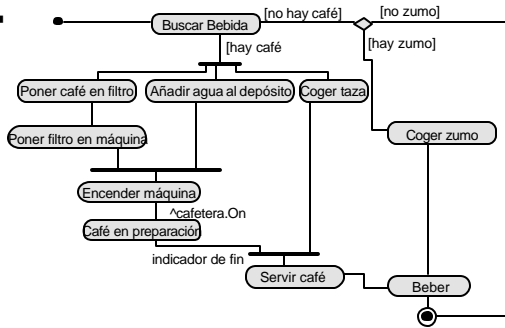 Buscar Bebida
[no hay café]
[no zumo]
[hay café
[hay zumo]
Poner café en filtro
Añadir agua al depósito
Coger taza
Poner filtro en máquina
Coger zumo
Encender máquina
^cafetera.On
Café en preparación
indicador de fin
Servir café
Beber